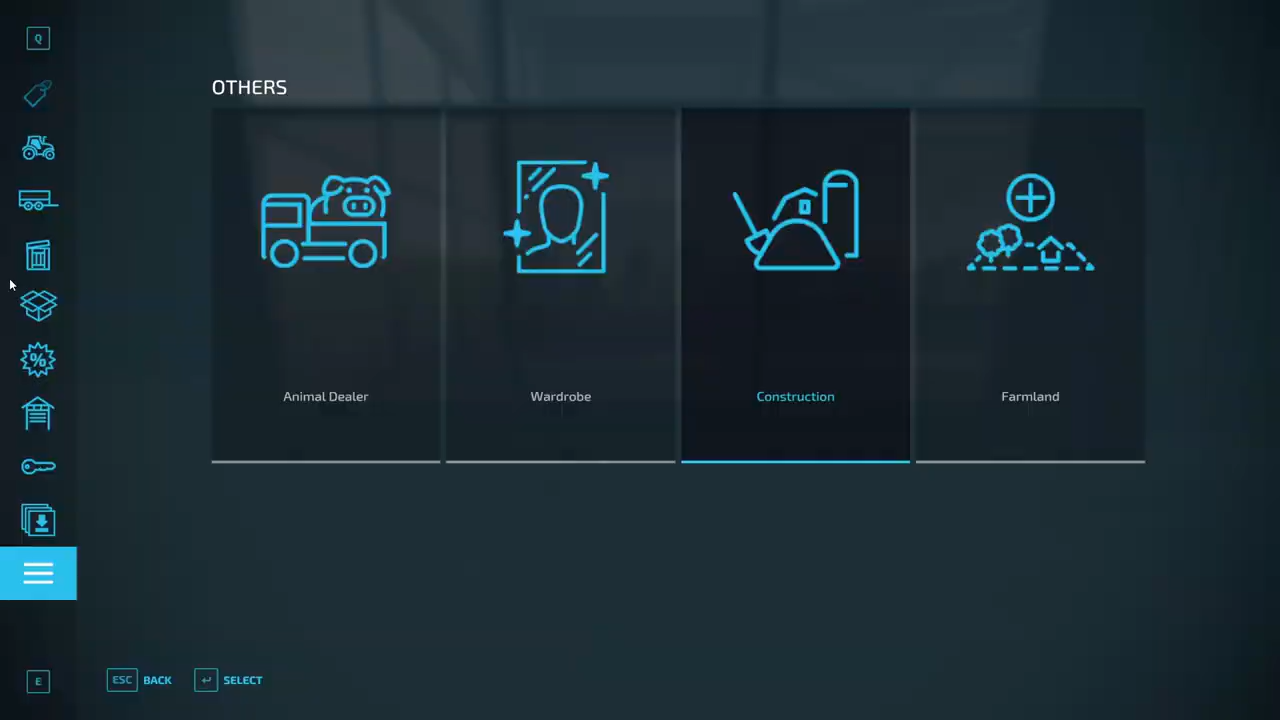 Q
OTHERS
%
Animal Dealer
Wardrobe
Construction
Farmland
E
ESC BACK
SELECT